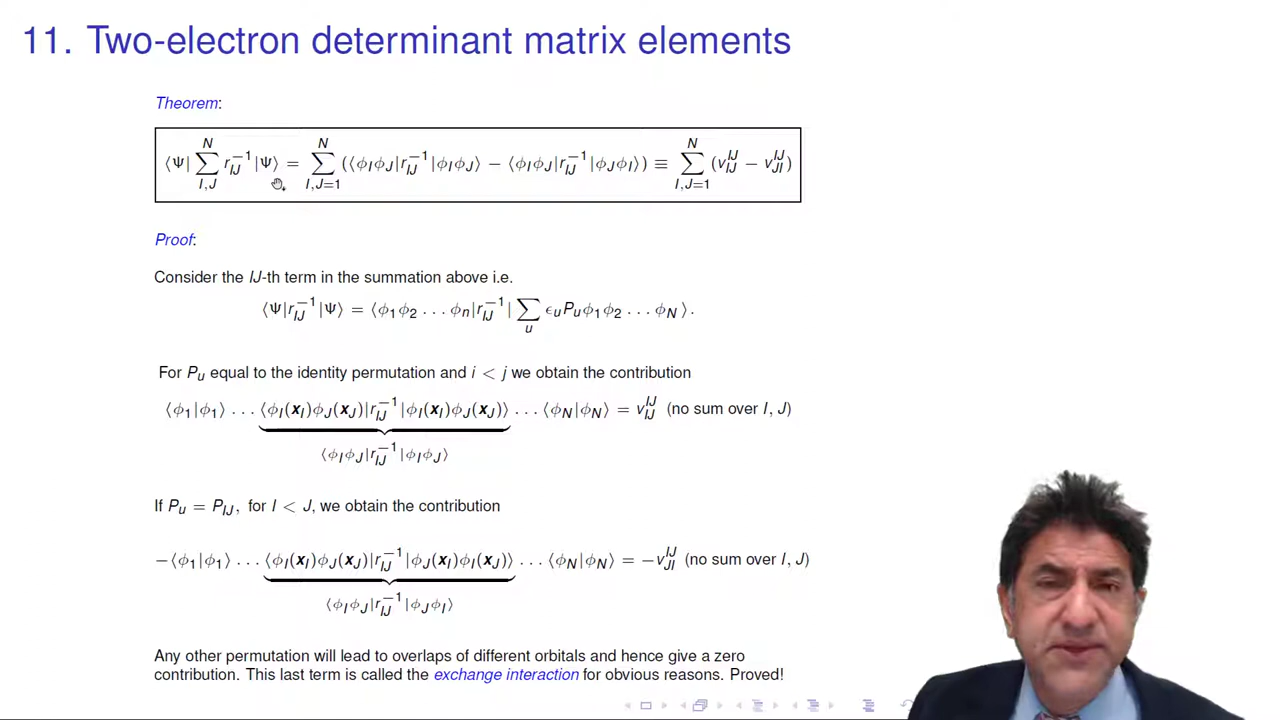 11. Two-electron determinant matrix elements
Theorem:
⟨Ψ| ∑_{I,J}^{N} r_{IJ}^{−1} |Ψ⟩ = ∑_{I,J=1}^{N} (⟨ϕ_Iϕ_J|r_{IJ}^{−1}|ϕ_Iϕ_J⟩ − ⟨ϕ_Iϕ_J|r_{IJ}^{−1}|ϕ_Jϕ_I⟩) ≡ ∑_{I,J=1}^{N} (v_{IJ}^{IJ} − v_{JI}^{IJ})
Proof:
Consider the IJ-th term in the summation above i.e.
⟨Ψ|r_{IJ}^{−1}|Ψ⟩ = ⟨ϕ_1ϕ_2 . . . ϕ_n|r_{IJ}^{−1}| ∑_u ϵ_uP_uϕ_1ϕ_2 . . . ϕ_N ⟩.
For P_u equal to the identity permutation and i < j we obtain the contribution
⟨ϕ_1|ϕ_1⟩ . . . ⟨ϕ_I(x_I)ϕ_J(x_J)|r_{IJ}^{−1}|ϕ_I(x_I)ϕ_J(x_J)⟩ . . . ⟨ϕ_N|ϕ_N⟩ = v_{IJ}^{IJ} (no sum over I, J)
⟨ϕ_Iϕ_J|r_{IJ}^{−1}|ϕ_Iϕ_J⟩
If P_u = P_{IJ}, for I < J, we obtain the contribution
−⟨ϕ_1|ϕ_1⟩ . . . ⟨ϕ_I(x_I)ϕ_J(x_J)|r_{IJ}^{−1}|ϕ_J(x_I)ϕ_I(x_J)⟩ . . . ⟨ϕ_N|ϕ_N⟩ = −v_{JI}^{IJ} (no sum over I, J)
⟨ϕ_Iϕ_J|r_{IJ}^{−1}|ϕ_Jϕ_I⟩
Any other permutation will lead to overlaps of different orbitals and hence give a zero
contribution. This last term is called the exchange interaction for obvious reasons. Proved!